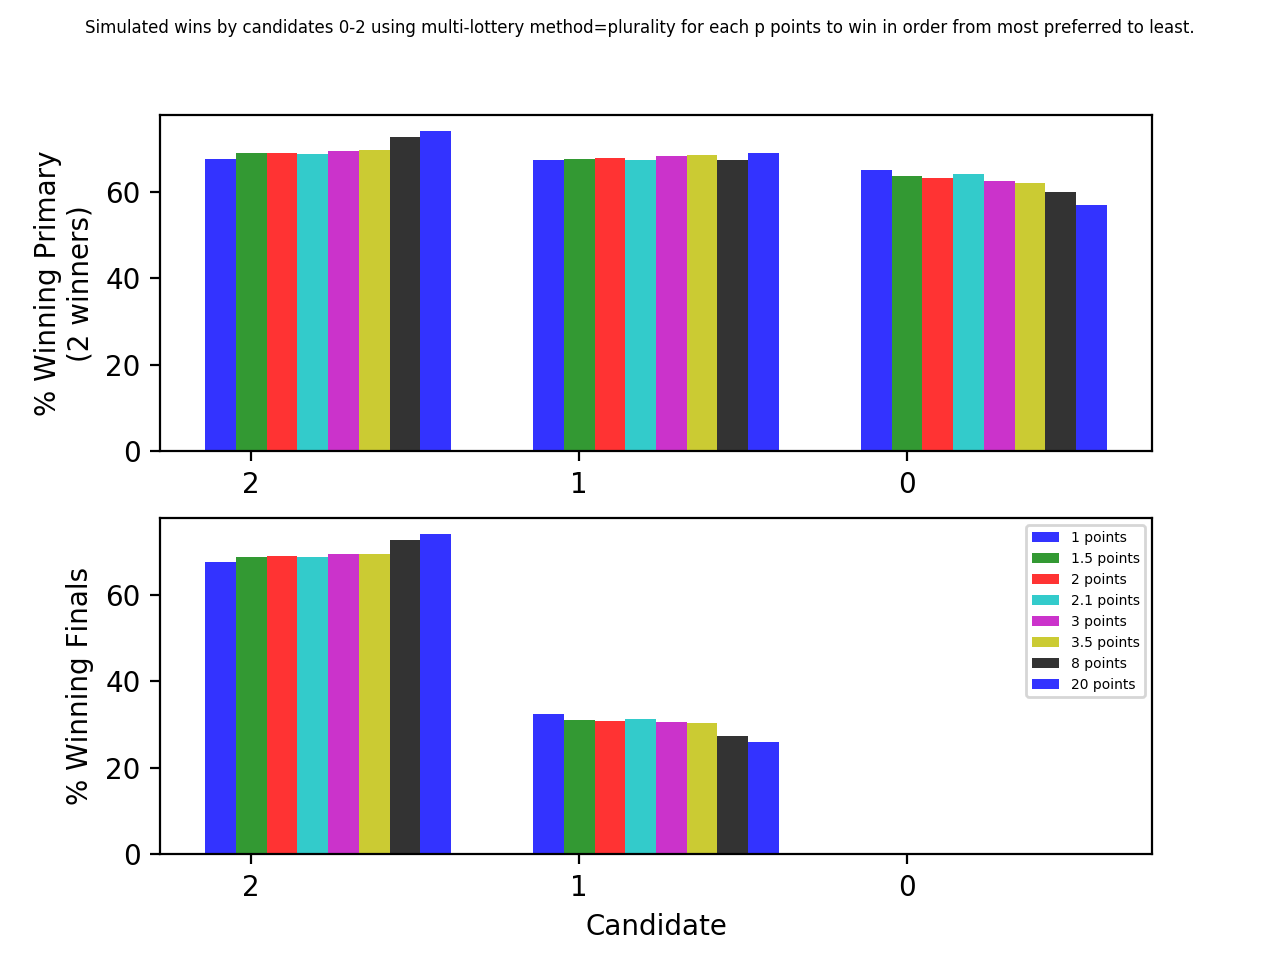 Simulated wins by candidates 0-2 using multi-lottery method=plurality for each p points to win in order from most preferred to least.
% Winning Primary
(2 winners)
60
40
20
0
2
1
0
% Winning Finals
60
40
20
0
2
1
0
Candidate
1 points
1.5 points
2 points
2.1 points
3 points
3.5 points
8 points
20 points